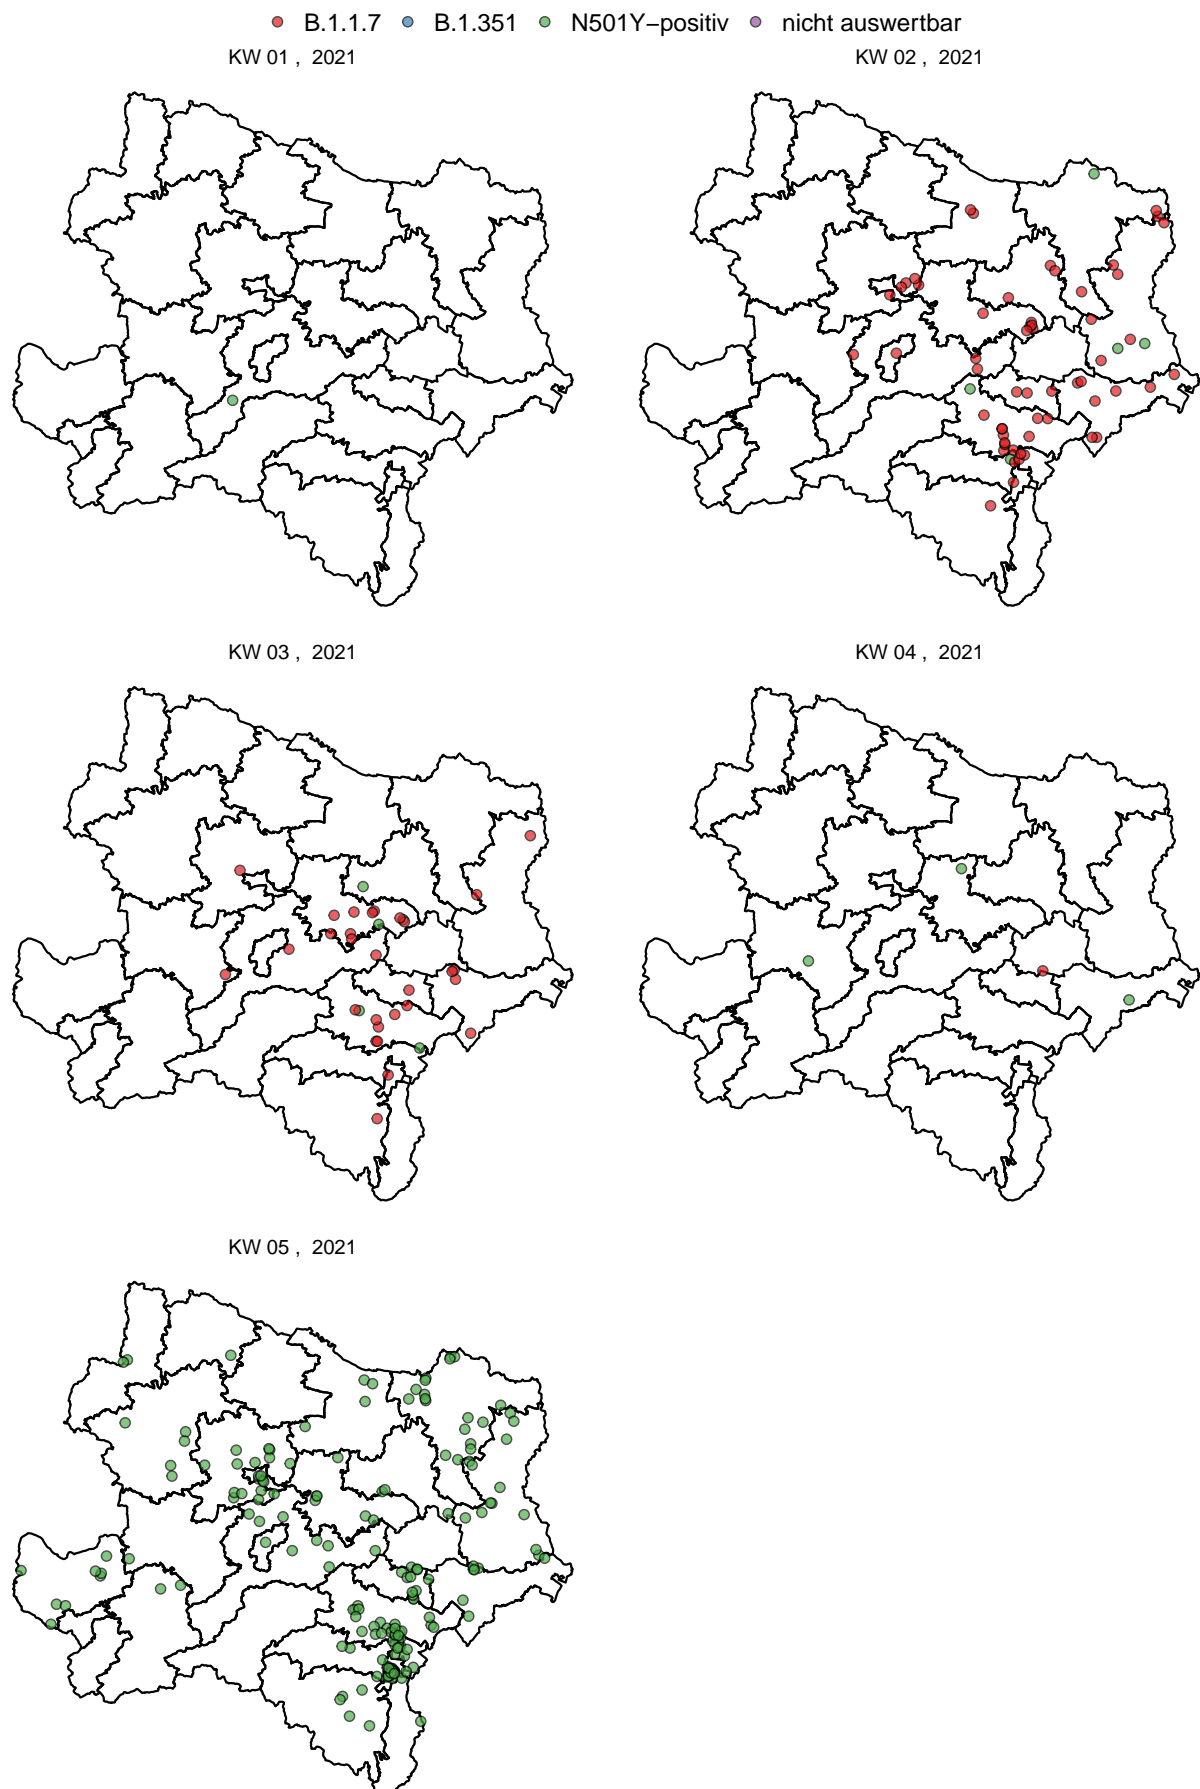 B.1.1.7 B.1.351 N501Y−positiv nicht auswertbar
KW 01 , 2021
KW 02 , 2021
KW 03 , 2021
KW 04 , 2021
KW 05 , 2021